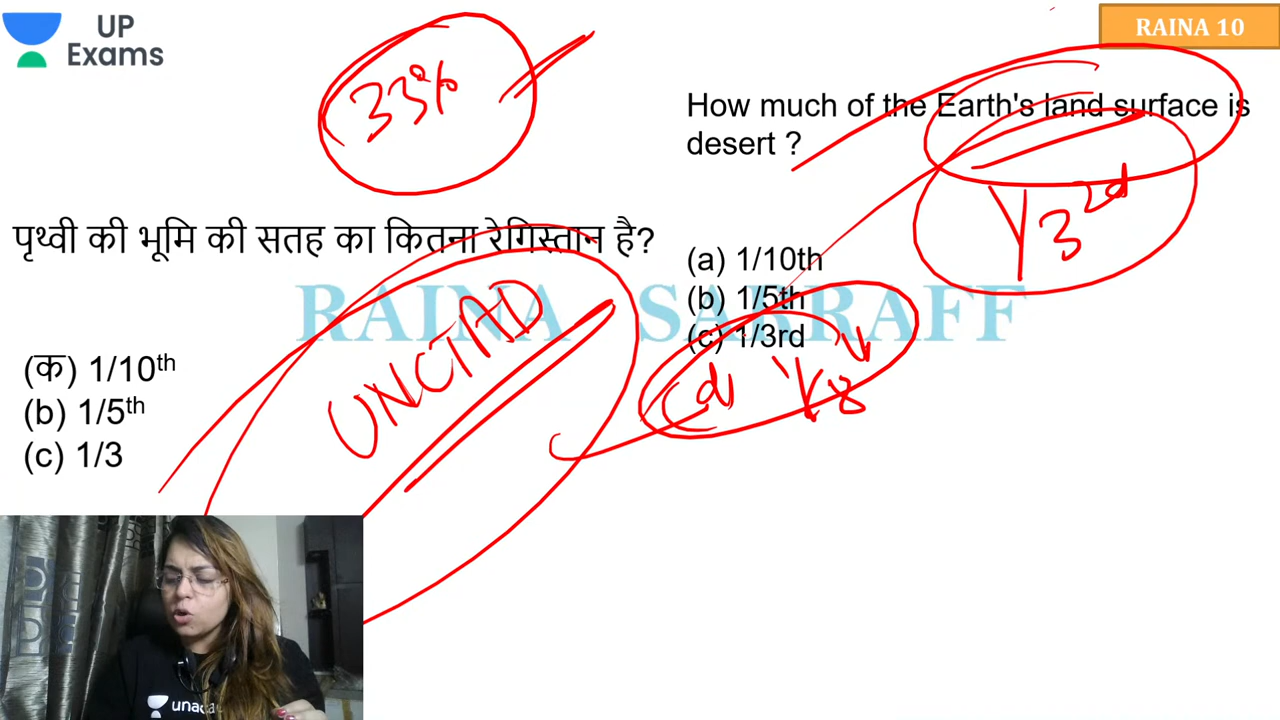 UP
Exams
RAINA 10
33%
How much of the Earth's land surface is
desert ?
1/3rd
पृथ्वी की भूमि की सतह का कितना रेगिस्तान है?
(a) 1/10th
(b) 1/5th
(c) 1/3rd
(d) 1/8
RAINA SARRAFF
UNCTAD
(क) 1/10th
(b) 1/5th
(c) 1/3